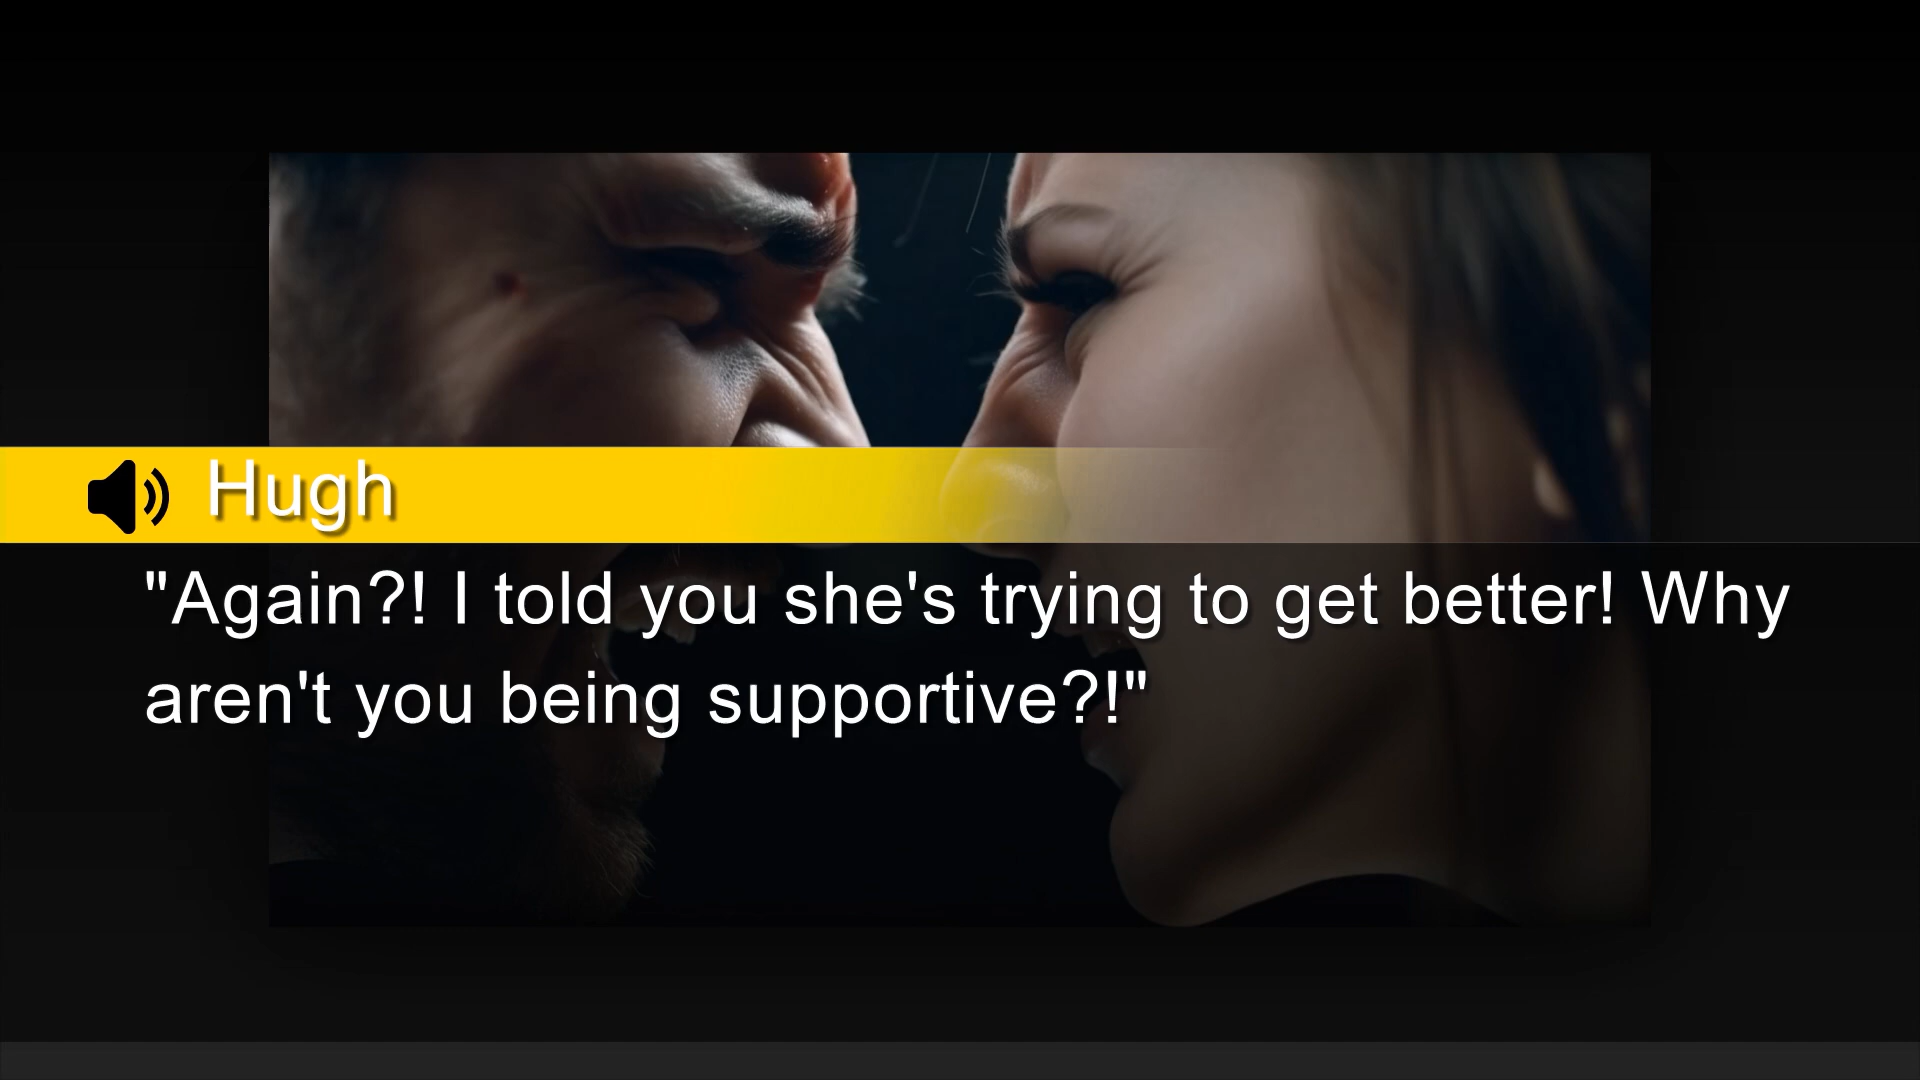 Hugh
"Again?! I told you she's trying to get better! Why
aren't you being supportive?!"